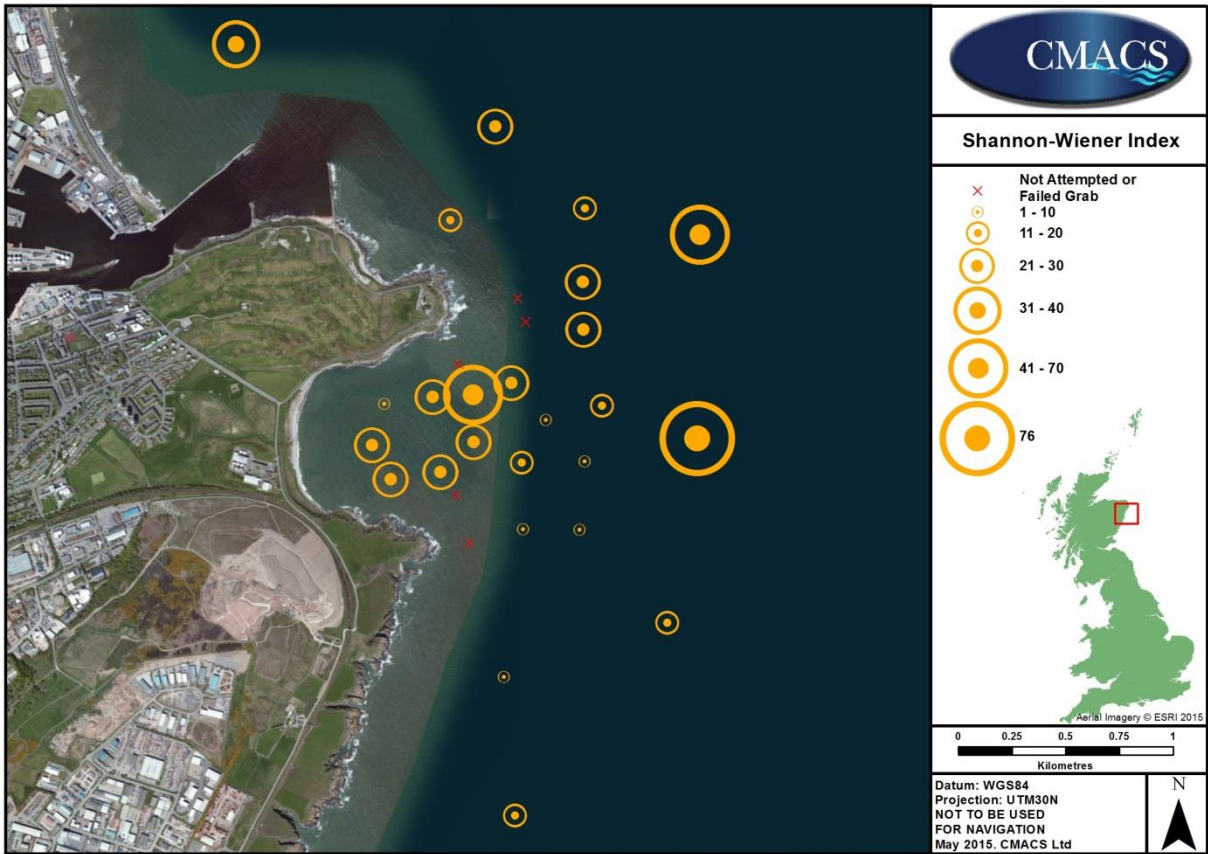 CMACS
Shannon-Wiener Index
Not Attempted or
Failed Grab
1 - 10
11 - 20
21 - 30
31 - 40
41 - 70
76
Aerial Imagery © ESRI 2015
0 0.25 0.5 0.75 1
Kilometres
Datum: WGS84
Projection: UTM30N
NOT TO BE USED
FOR NAVIGATION
May 2015. CMACS Ltd
N